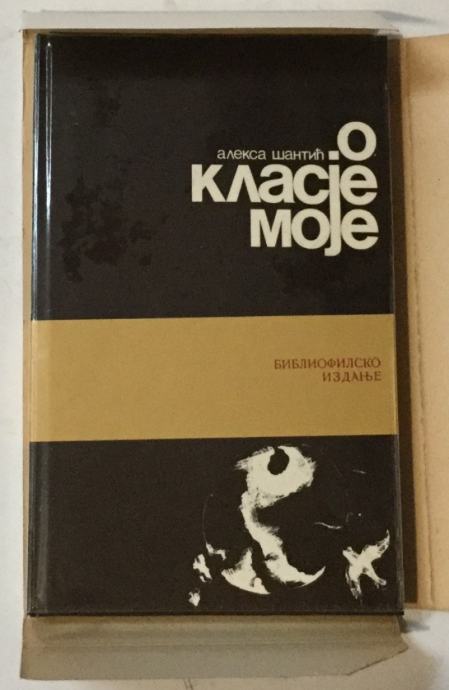 алекса шантић
о
класје
моје
БИБЛИОФИЛСКО
ИЗДАЊЕ